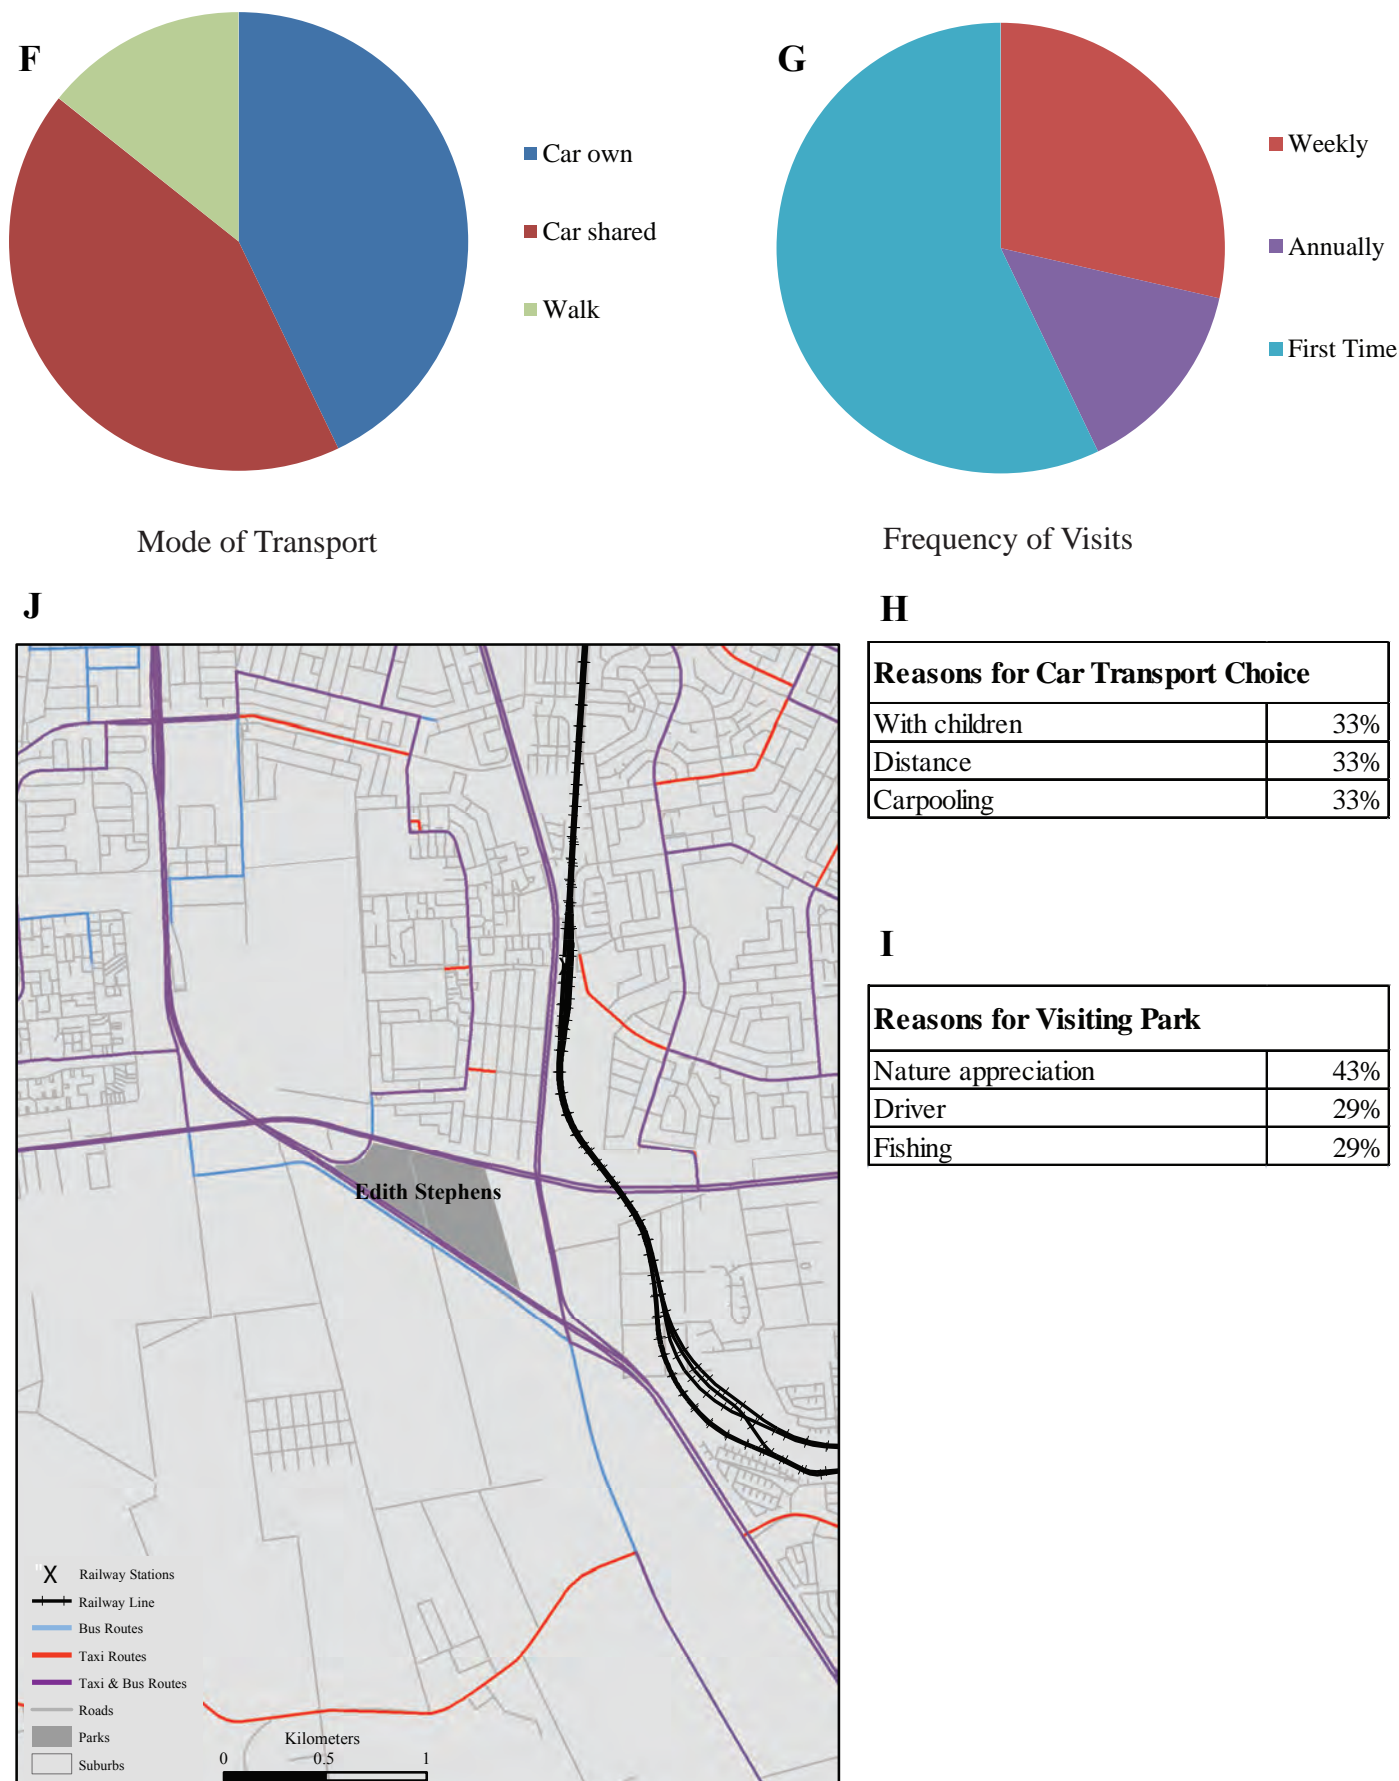 F
Car own
Car shared
Walk
Mode of Transport
G
Weekly
Annually
First Time
Frequency of Visits
J
Edith Stephens
X Railway Stations
Railway Line
Bus Routes
Taxi Routes
Taxi & Bus Routes
Roads
Parks
Suburbs
Kilometers
0 0.5 1
H
Reasons for Car Transport Choice
With children 33%
Distance 33%
Carpooling 33%
I
Reasons for Visiting Park
Nature appreciation 43%
Driver 29%
Fishing 29%